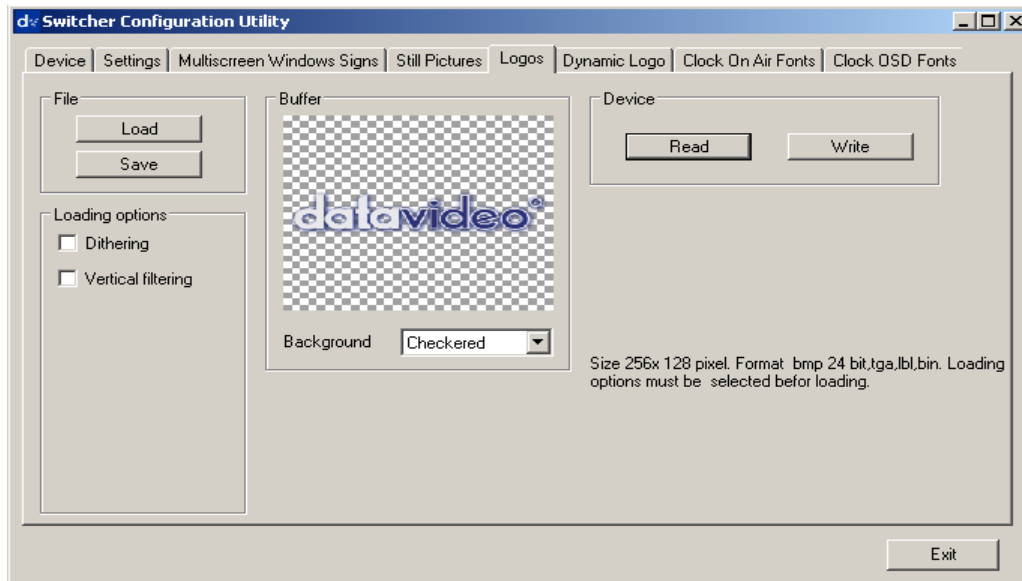 dv Switcher Configuration Utility
Device Settings Multiscrreen Windows Signs Still Pictures Logos Dynamic Logo Clock On Air Fonts Clock OSD Fonts
File
Load
Save
Loading options
Dithering
Vertical filtering
Buffer
datavideo®
Background Checkered
Device
Read Write
Size 256x 128 pixel. Format bmp 24 bit,tga,lbl,bin. Loading
options must be selected befor loading.
Exit